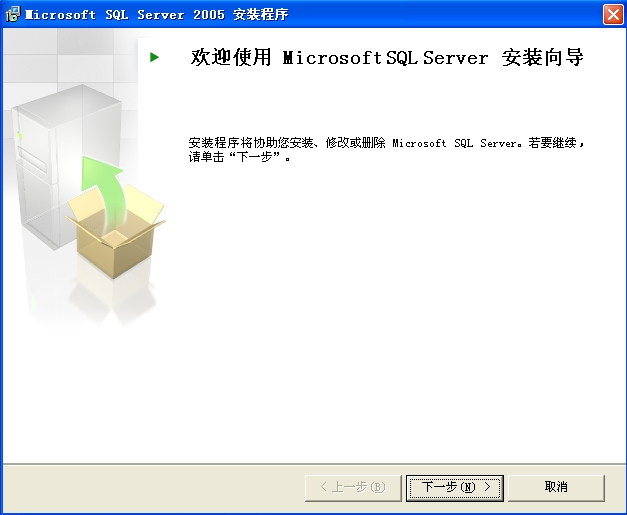 Microsoft SQL Server 2005 安装程序
欢迎使用 Microsoft SQL Server 安装向导
安装程序将协助您安装、修改或删除 Microsoft SQL Server。若要继续，
请单击“下一步”。
< 上一步(B)
下一步(N) >
取消